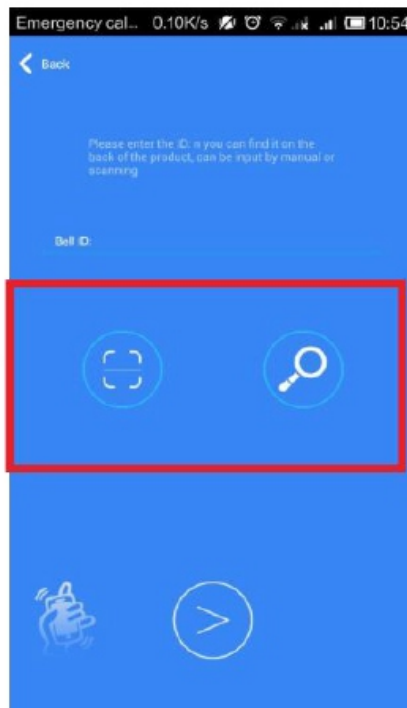 Emergency cal... 0.10K/s 10:54
Back
Please enter the ID: n you can find it on the
back of the product, can be input by manual or
scanning
Bell ID: